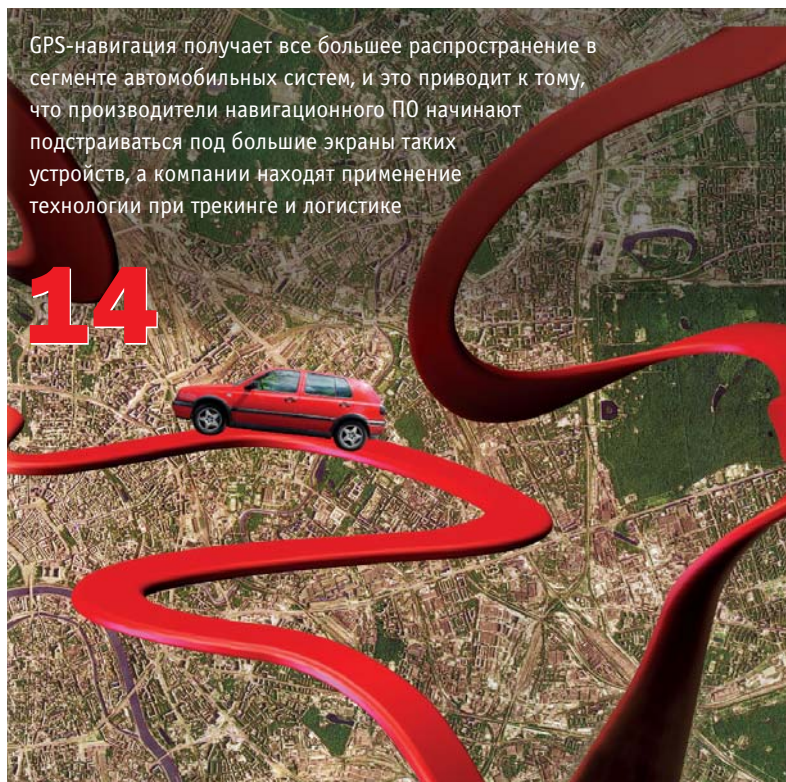 GPS-навигация получает все большее распространение в
сегменте автомобильных систем, и это приводит к тому,
что производители навигационного ПО начинают
подстраиваться под большие экраны таких
устройств, а компании находят применение
технологии при трекинге и логистике
14